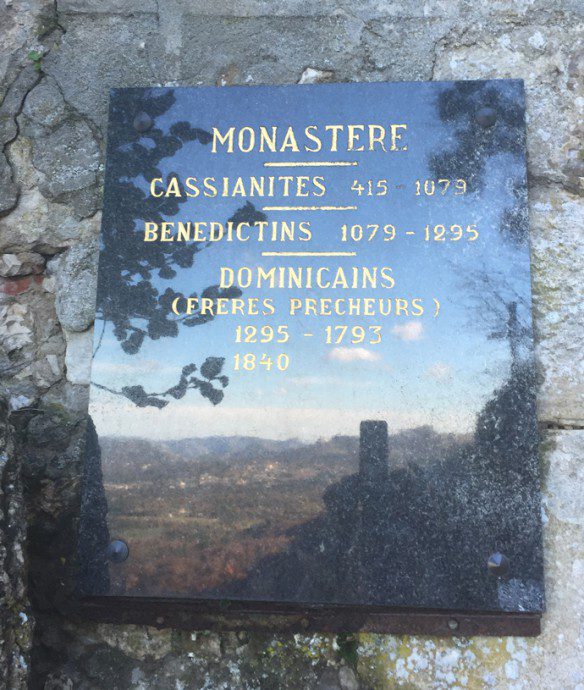 MONASTERE
CASSIANITES 415 - 1079
BENEDICTINS 1079 - 1295
DOMINICAINS
(FRERES PRECHEURS)
1295 - 1793
1840